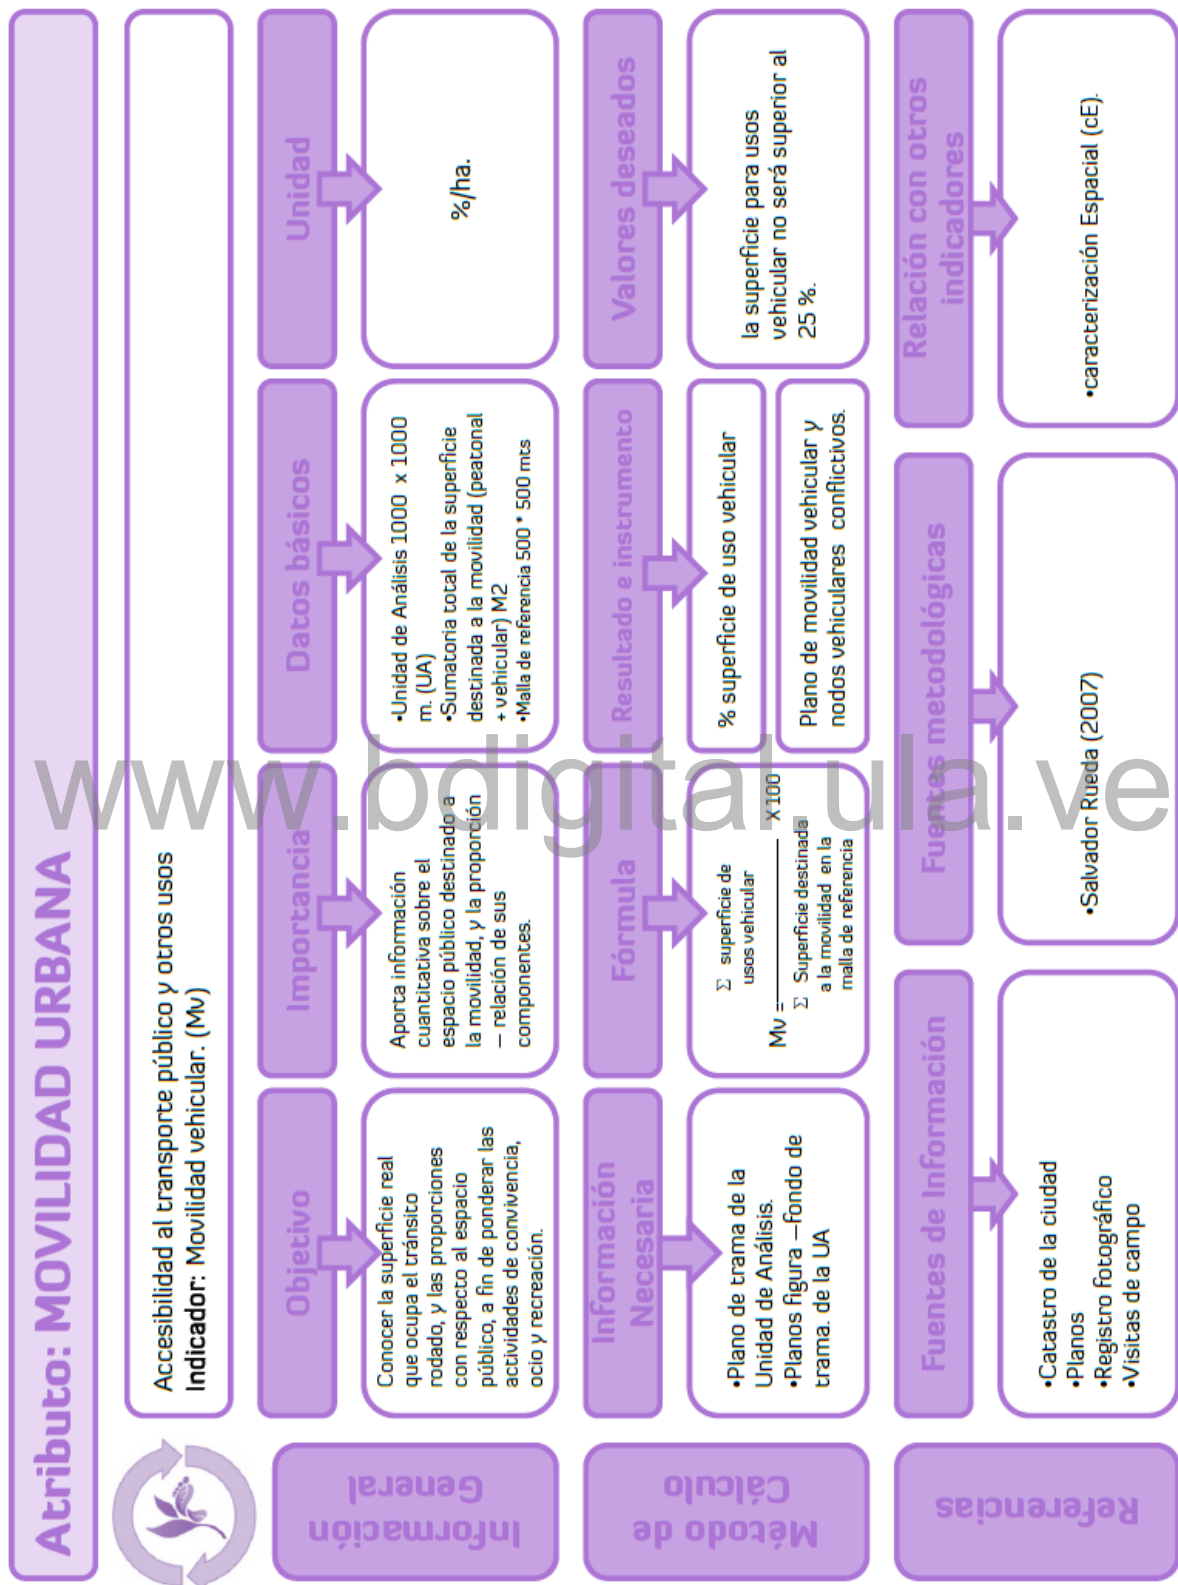 Atributo: MOVILIDAD URBANA
Accesibilidad al transporte público y otros usos
Indicador: Movilidad vehicular. (Mv)
Información
General
Objetivo
Conocer la superficie real
que ocupa el tránsito
rodado, y las proporciones
con respecto al espacio
público, a fin de ponderar las
actividades de convivencia,
ocio y recreación.
Importancia
Aporta información
cuantitativa sobre el
espacio público destinado a
la movilidad, y la proporción
– relación de sus
componentes.
Datos básicos
•Unidad de Análisis 1000 x 1000
m. (UA)
•Sumatoria total de la superficie
destinada a la movilidad (peatonal
+ vehicular) M2
•Malla de referencia 500 * 500 mts
Unidad
%/ha.
Método de
Cálculo
Información
Necesaria
•Plano de trama de la
Unidad de Análisis.
•Planos figura –fondo de
trama. de la UA
Fórmula
Σ superficie de
usos vehicular
Mv = X100
Σ Superficie destinada
a la movilidad en la
malla de referencia
Resultado e instrumento
% superficie de uso vehicular
Plano de movilidad vehicular y
nodos vehiculares conflictivos.
Valores deseados
la superficie para usos
vehicular no será superior al
25 %.
Referencias
Fuentes de Información
•Catastro de la ciudad
•Planos
•Registro fotográfico
•Visitas de campo
Fuentes metodológicas
•Salvador Rueda (2007)
Relación con otros
indicadores
•caracterización Espacial (cE).
www.bdigital.ula.ve